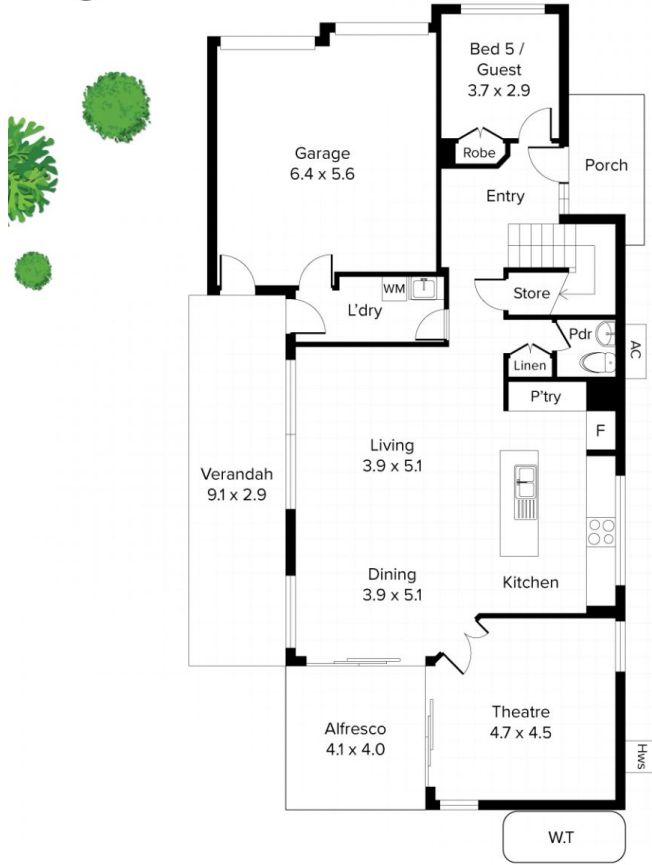 Bed 5 /
Guest
3.7 x 2.9
Robe
Garage
6.4 x 5.6
Porch
Entry
Store
WM
L'dry
Pdr
AC
Linen
P'try
F
Living
3.9 x 5.1
Verandah
9.1 x 2.9
Dining
3.9 x 5.1
Kitchen
Theatre
4.7 x 4.5
Alfresco
4.1 x 4.0
Hws
W.T